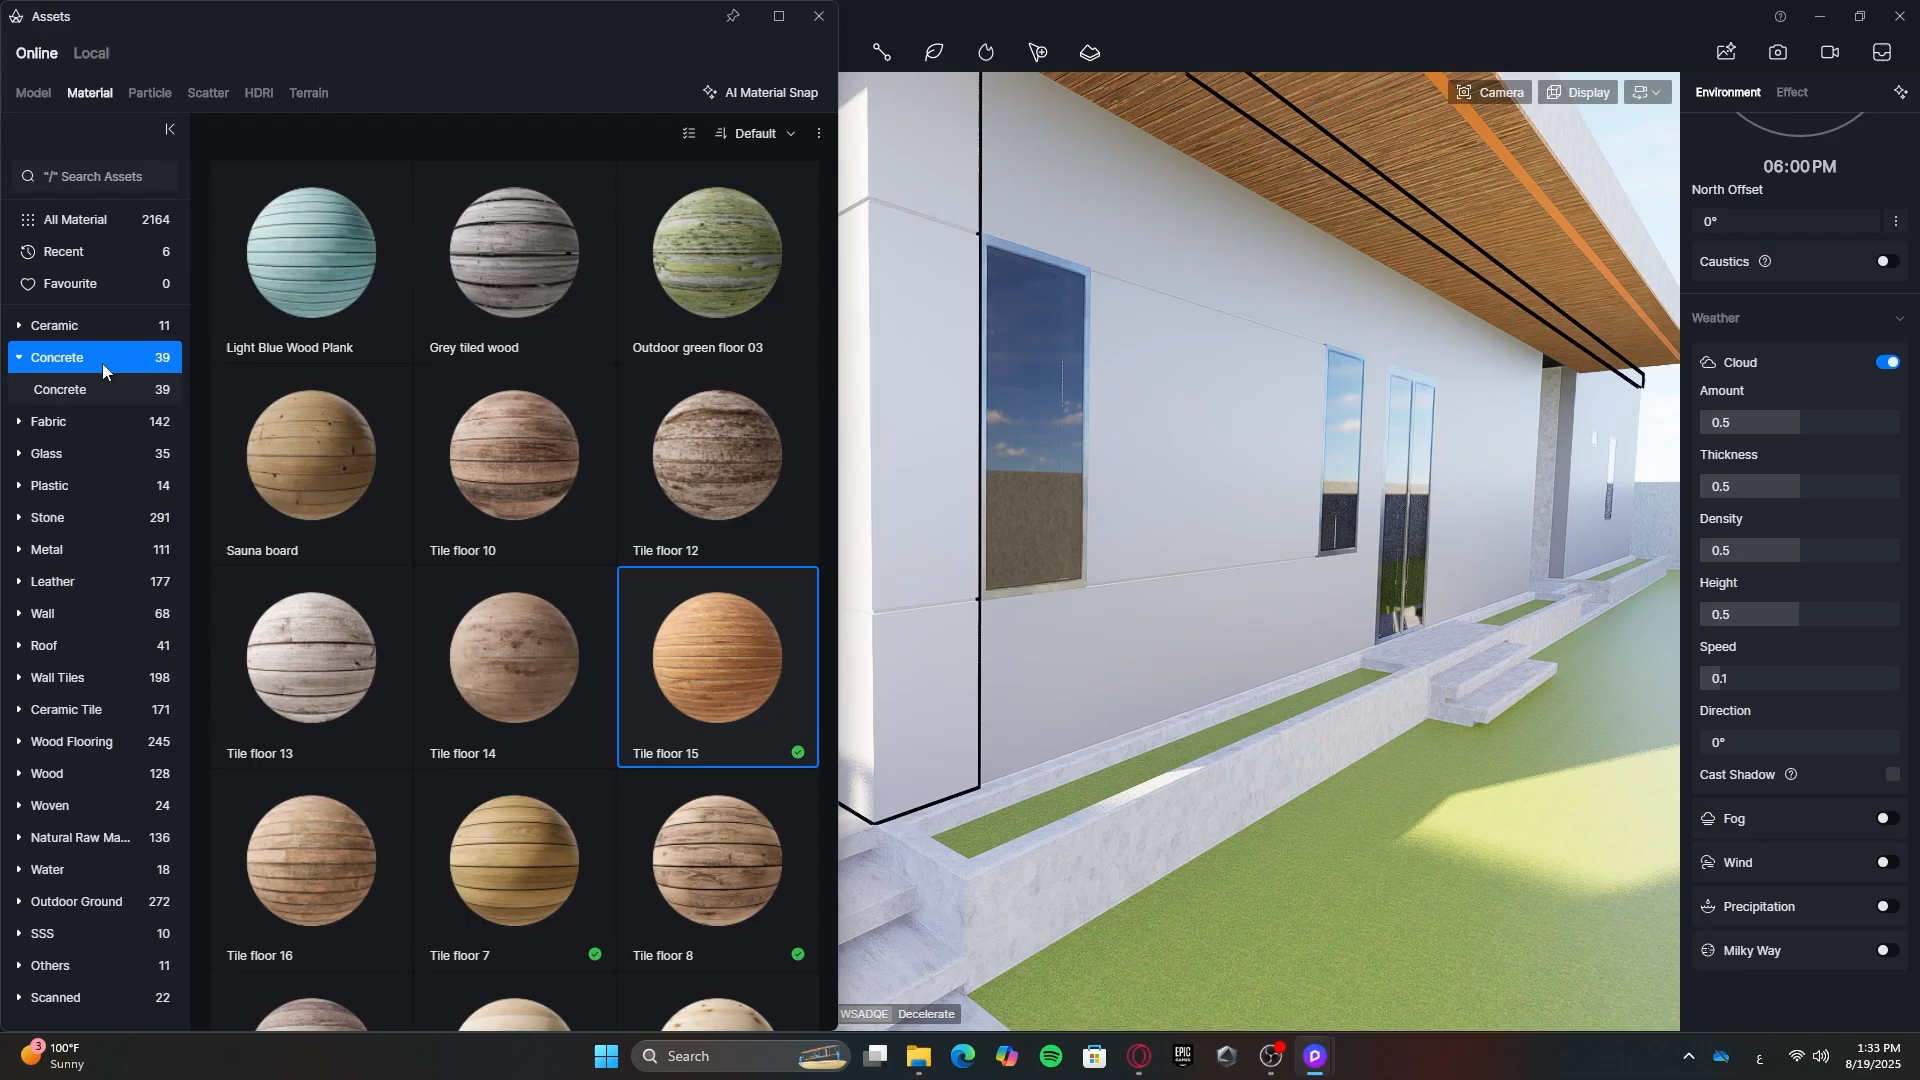 Assets
Online Local
Model Material Particle Scatter HDRI Terrain
AI Material Snap
Default
"/" Search Assets
All Material 2164
Recent 6
Favourite 0
Ceramic 11
Concrete 39
Concrete 39
Fabric 142
Glass 35
Plastic 14
Stone 291
Metal 111
Leather 177
Wall 68
Roof 41
Wall Tiles 198
Ceramic Tile 171
Wood Flooring 245
Wood 128
Woven 24
Natural Raw Ma... 136
Water 18
Outdoor Ground 272
SSS 10
Others 11
Scanned 22
Light Blue Wood Plank
Grey tiled wood
Outdoor green floor 03
Sauna board
Tile floor 10
Tile floor 12
Tile floor 13
Tile floor 14
Tile floor 15
Tile floor 16
Tile floor 7
Tile floor 8
Camera
Display
WSADQE Decelerate
Environment Effect
06:00 PM
North Offset
0°
Caustics
Weather
Cloud
Amount
0.5
Thickness
0.5
Density
0.5
Height
0.5
Speed
0.1
Direction
0°
Cast Shadow
Fog
Wind
Precipitation
Milky Way
3
100°F
Sunny
Search
EPIC
GAMES
ع
1:33 PM
8/19/2025